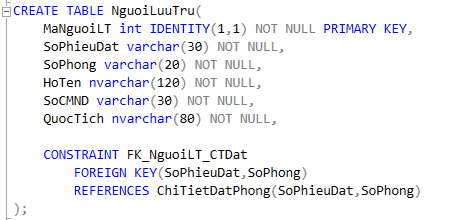 CREATE TABLE NguoiLuuTru(
MaNguoiLT int IDENTITY(1,1) NOT NULL PRIMARY KEY,
SoPhieuDat varchar(30) NOT NULL,
SoPhong varchar(20) NOT NULL,
HoTen nvarchar(120) NOT NULL,
SoCMND varchar(30) NOT NULL,
QuocTich nvarchar(80) NOT NULL,
CONSTRAINT FK_NguoiLT_CTDat
FOREIGN KEY(SoPhieuDat,SoPhong)
REFERENCES ChiTietDatPhong(SoPhieuDat,SoPhong)
);